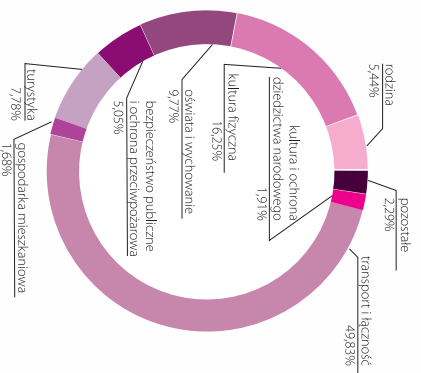 rodzina
5,44%
pozostałe
2,29%
kultura i ochrona
dziedzictwa narodowego
1,91%
transport i łączność
49,83%
kultura fizyczna
16,25%
oświata i wychowanie
9,77%
bezpieczeństwo publiczne
i ochrona przeciwpożarowa
5,05%
turystyka
7,78%
gospodarka mieszkaniowa
1,68%